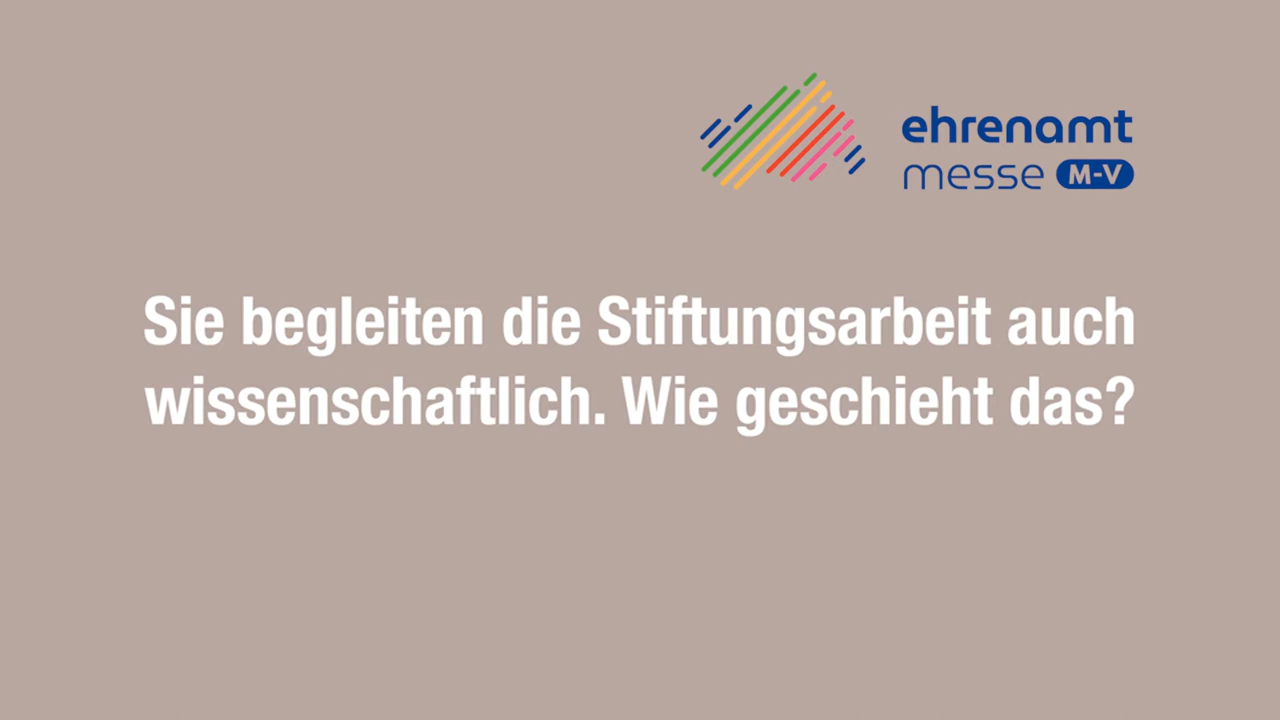 ehrenamt
messe M-V
Sie begleiten die Stiftungsarbeit auch
wissenschaftlich. Wie geschieht das?